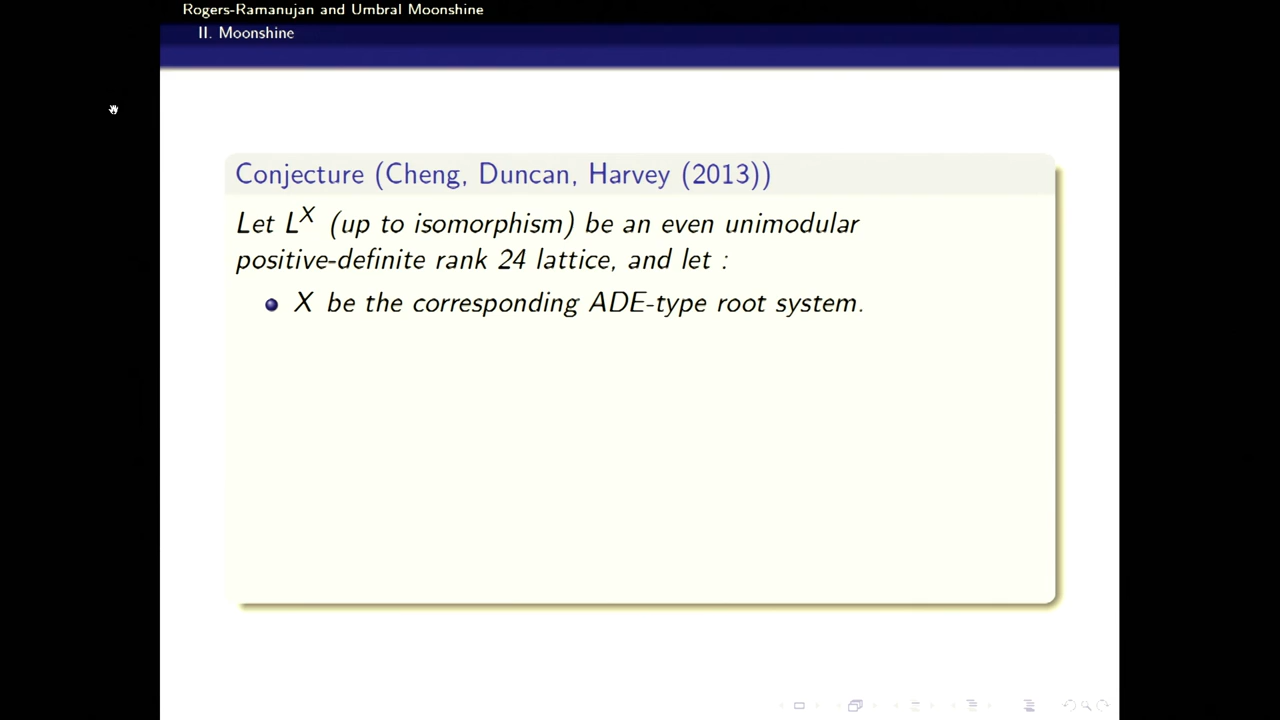 Rogers-Ramanujan and Umbral Moonshine
II. Moonshine
Conjecture (Cheng, Duncan, Harvey (2013))
Let L^X (up to isomorphism) be an even unimodular
positive-definite rank 24 lattice, and let :
X be the corresponding ADE-type root system.